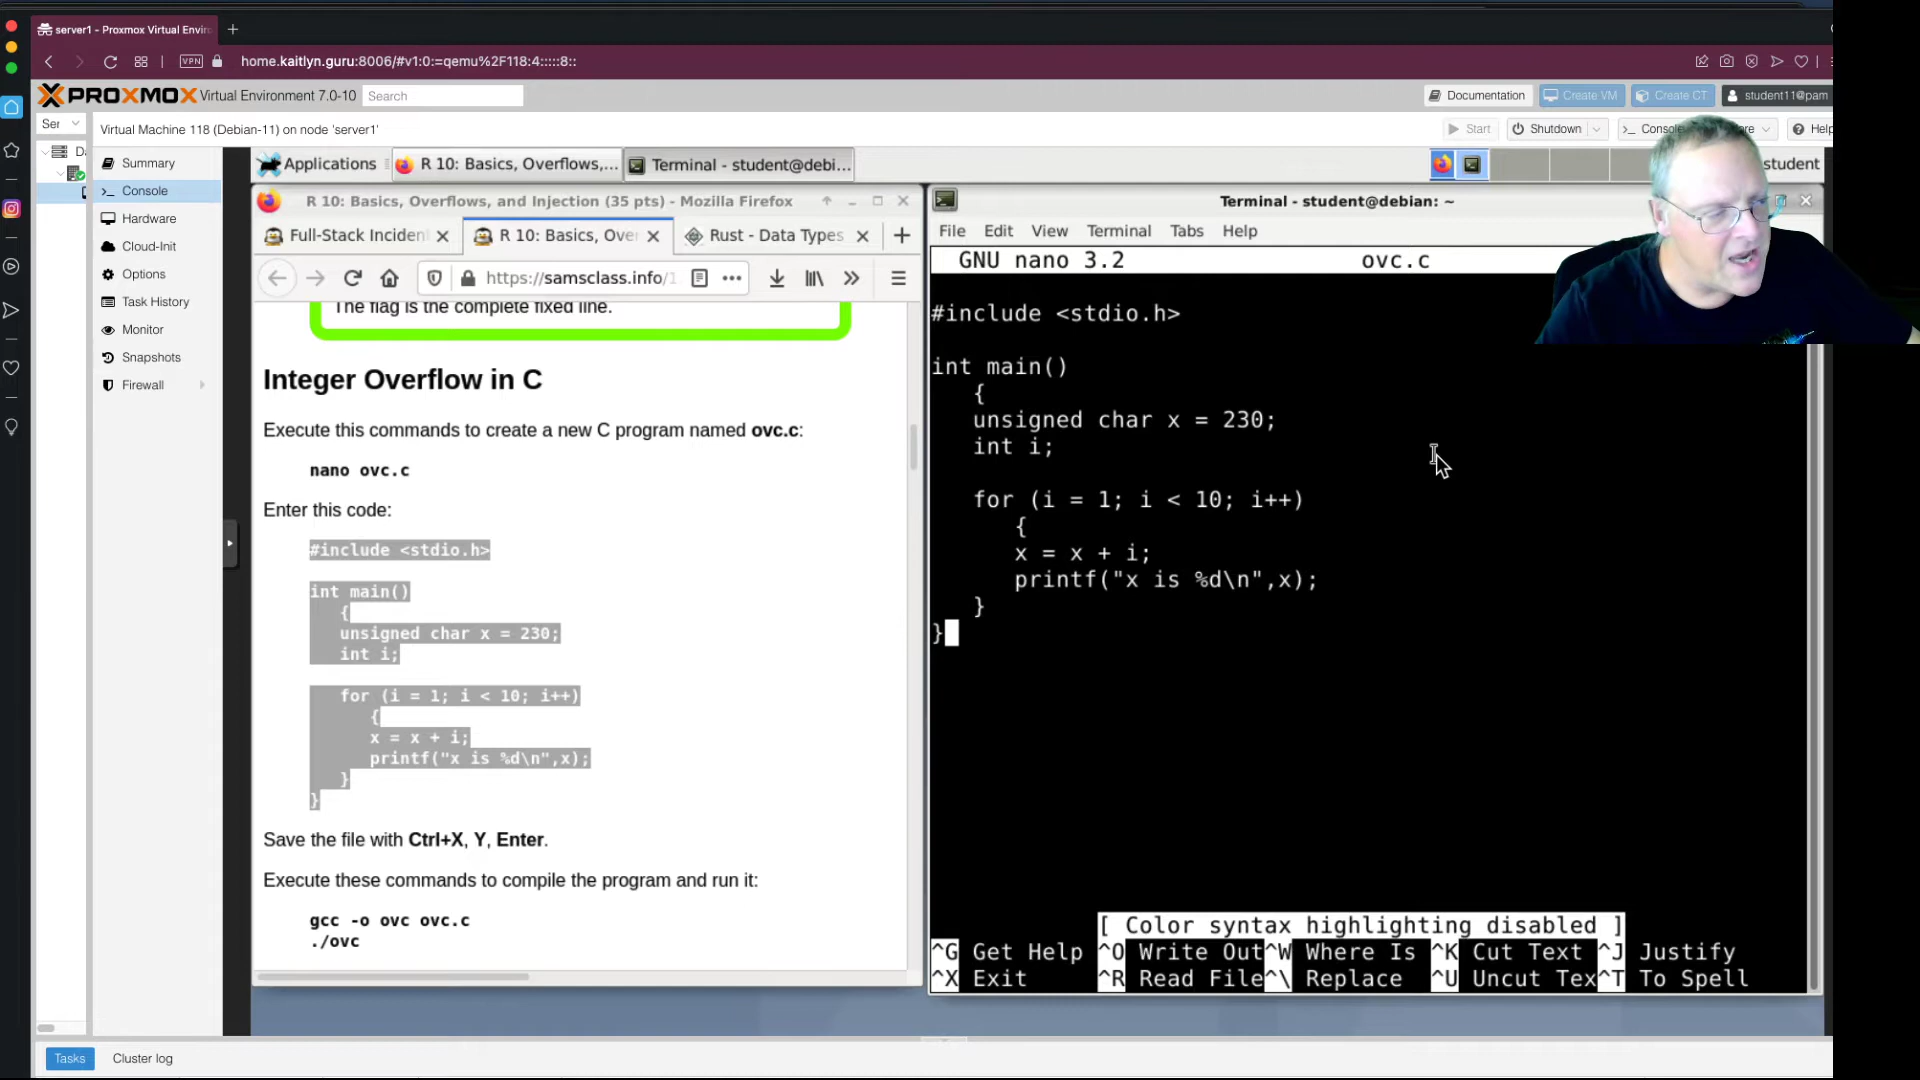 server1 - Proxmox Virtual Envir
VPN
home.kaitlyn.guru:8006/#v1:0:=qemu%2F118:4:::::8::
PROXMOX Virtual Environment 7.0-10
Search
Documentation
Create VM
Create CT
student11@pam
Ser
Virtual Machine 118 (Debian-11) on node 'server1'
Start
Shutdown
Help
Summary
Console
Hardware
Cloud-Init
Options
Task History
Monitor
Snapshots
Firewall
Applications
R 10: Basics, Overflows,...
Terminal - student@debi...
student
R 10: Basics, Overflows, and Injection (35 pts) - Mozilla Firefox
Full-Stack Inciden
R 10: Basics, Over
Rust - Data Types
https://samsclass.info/1
The flag is the complete fixed line.
Integer Overflow in C
Execute this commands to create a new C program named ovc.c:
nano ovc.c
Enter this code:
#include <stdio.h>
int main()
{
unsigned char x = 230;
int i;
for (i = 1; i < 10; i++)
{
x = x + i;
printf("x is %d\n",x);
}
}
Save the file with Ctrl+X, Y, Enter.
Execute these commands to compile the program and run it:
gcc -o ovc ovc.c
./ovc
Terminal - student@debian: ~
File Edit View Terminal Tabs Help
GNU nano 3.2 ovc.c
#include <stdio.h>
int main()
{
unsigned char x = 230;
int i;
for (i = 1; i < 10; i++)
{
x = x + i;
printf("x is %d\n",x);
}
}
[ Color syntax highlighting disabled ]
^G Get Help ^O Write Out ^W Where Is ^K Cut Text ^J Justify
^X Exit ^R Read File ^\ Replace ^U Uncut Tex ^T To Spell
Tasks
Cluster log